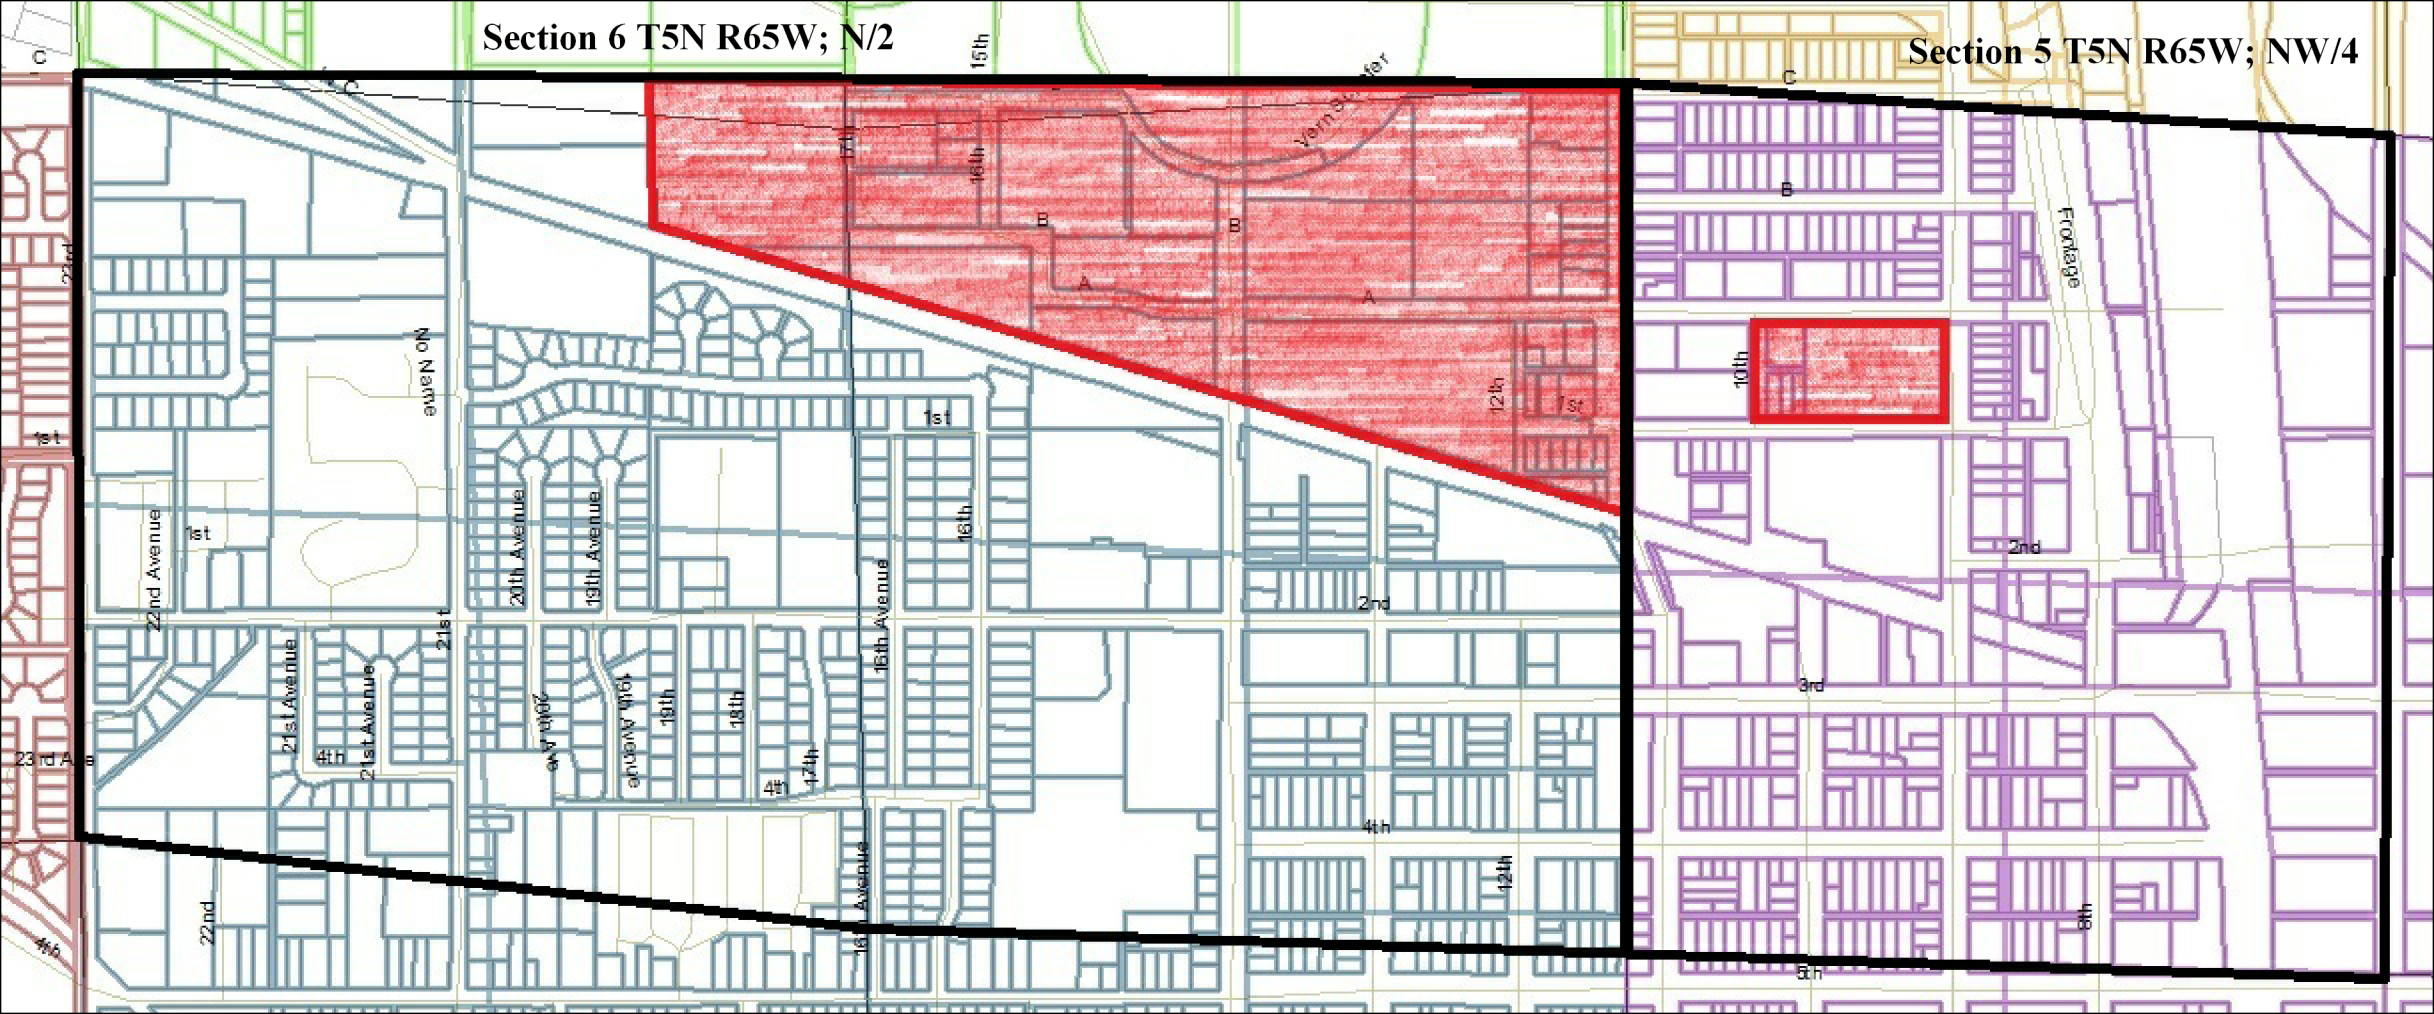 Section 6 T5N R65W; N/2
Section 5 T5N R65W; NW/4
C
15th
C
C
17th
16th
B
B
B
23rd
A
A
Frontage
No Name
10th
12th
1st
1st
1st
1st
22nd Avenue
20th Avenue
19th Avenue
16th
2nd
2nd
21st
16th Avenue
3rd
21st Avenue
21st Avenue
20th Ave
19th Avenue
19th
18th
17th
23rd Ave
4th
4th
4th
16th Avenue
12th
22nd
8th
4th
5th